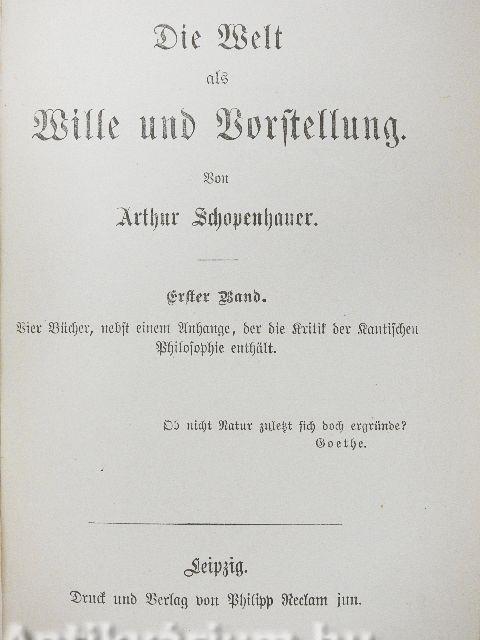 Die Welt
als
Wille und Vorstellung.
Von
Arthur Schopenhauer.
Erster Band.
Vier Bücher, nebst einem Anhange, der die Kritik der Kantischen
Philosophie enthält.
Ob nicht Natur zuletzt sich doch ergründe?
Goethe.
Leipzig.
Druck und Verlag von Philipp Reclam jun.
Antikvárium.hu